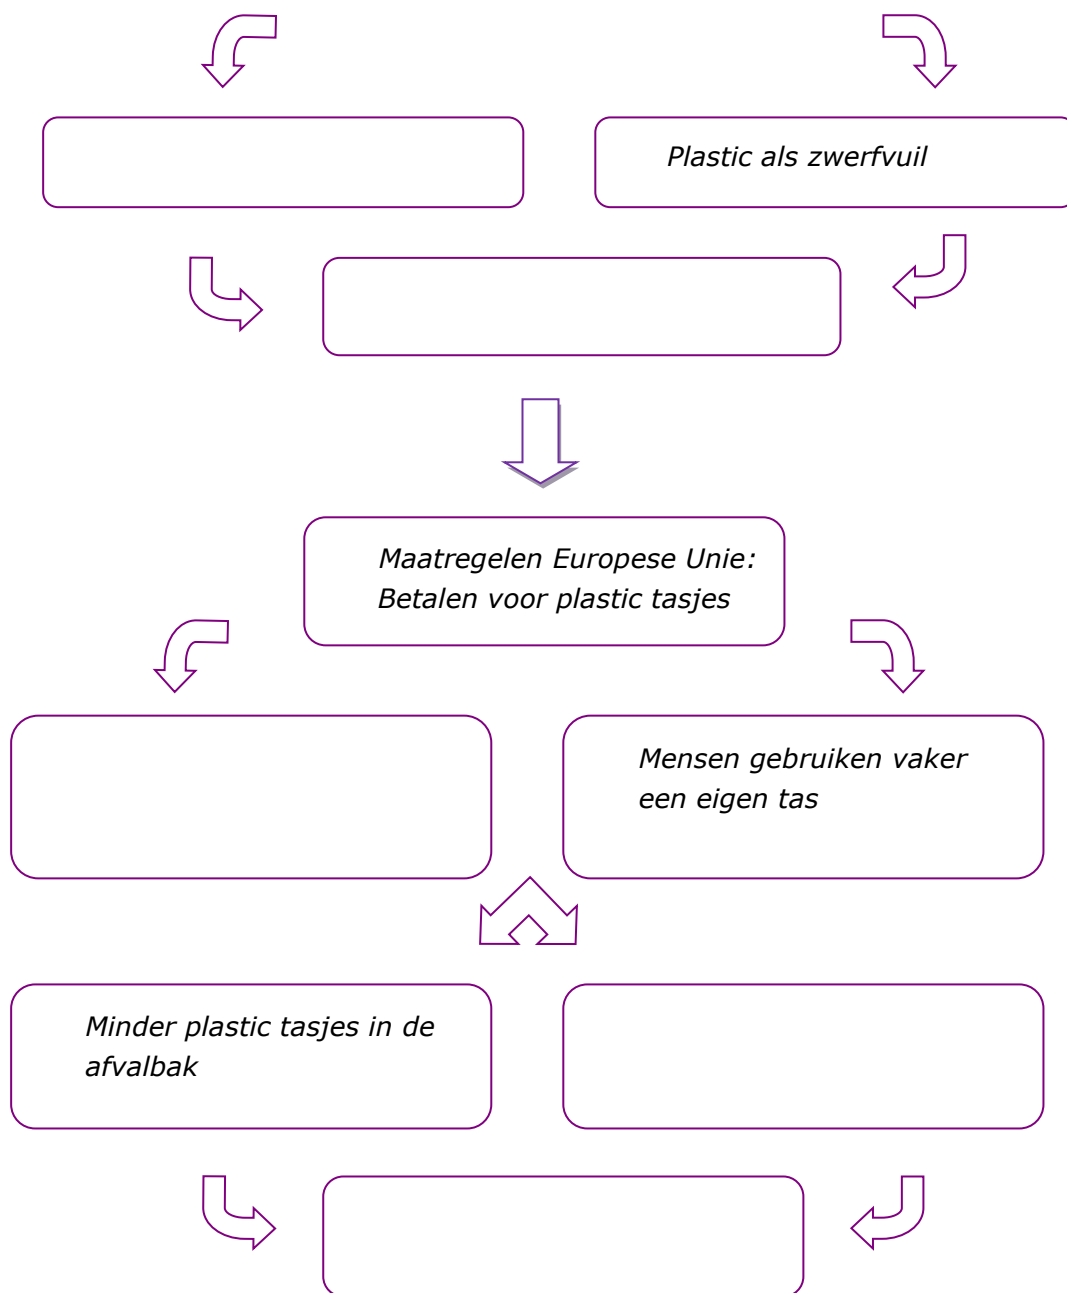 Plastic als zwerfvuil
Maatregelen Europese Unie:
Betalen voor plastic tasjes
Mensen gebruiken vaker
een eigen tas
Minder plastic tasjes in de
afvalbak